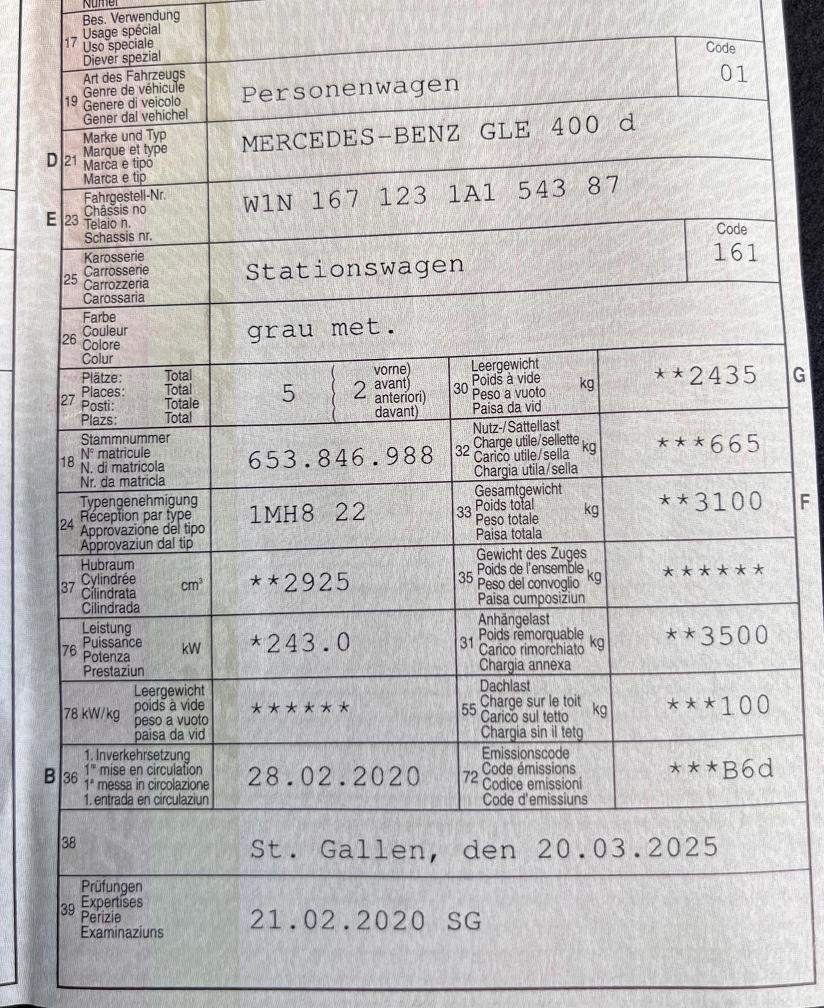 17 Bes. Verwendung
Usage spécial
Uso speciale
Diever spezial
19 Art des Fahrzeugs
Genre de véhicule
Genere di veicolo
Gener dal vehichel
Personenwagen
Code
01
D 21 Marke und Typ
Marque et type
Marca e tipo
Marca e tip
MERCEDES-BENZ GLE 400 d
E 23 Fahrgestell-Nr.
Châssis no
Telaio n.
Schassis nr.
W1N 167 123 1A1 543 87
25 Karosserie
Carrosserie
Carrozzeria
Carossaria
Stationswagen
Code
161
26 Farbe
Couleur
Colore
Colur
grau met.
27 Plätze: Total
Places: Total
Posti: Totale
Plazs: Total
5 ( 2 vorne)
avant)
anteriori)
davant)
30 Leergewicht
Poids à vide
Peso a vuoto
Paisa da vid
kg
**2435
G
18 Stammnummer
N° matricule
N. di matricola
Nr. da matricla
653.846.988
32 Nutz-/Sattellast
Charge utile/sellette
Carico utile/sella
Chargia utila/sella
kg
***665
24 Typengenehmigung
Réception par type
Approvazione del tipo
Approvaziun dal tip
1MH8 22
33 Gesamtgewicht
Poids total
Peso totale
Paisa totala
kg
**3100
F
37 Hubraum
Cylindrée
Cilindrata
Cilindrada
cm³
**2925
35 Gewicht des Zuges
Poids de l'ensemble
Peso del convoglio
Paisa cumposiziun
kg
******
76 Leistung
Puissance
Potenza
Prestaziun
kW
*243.0
31 Anhängelast
Poids remorquable
Carico rimorchiato
Chargia annexa
kg
**3500
78 kW/kg Leergewicht
poids à vide
peso a vuoto
paisa da vid
******
55 Dachlast
Charge sur le toit
Carico sul tetto
Chargia sin il tetg
kg
***100
B 36 1. Inverkehrsetzung
1re mise en circulation
1a messa in circolazione
1. entrada en circulaziun
28.02.2020
72 Emissionscode
Code émissions
Codice emissioni
Code d'emissiuns
***B6d
38
St. Gallen, den 20.03.2025
39 Prüfungen
Expertises
Perizie
Examinaziuns
21.02.2020 SG